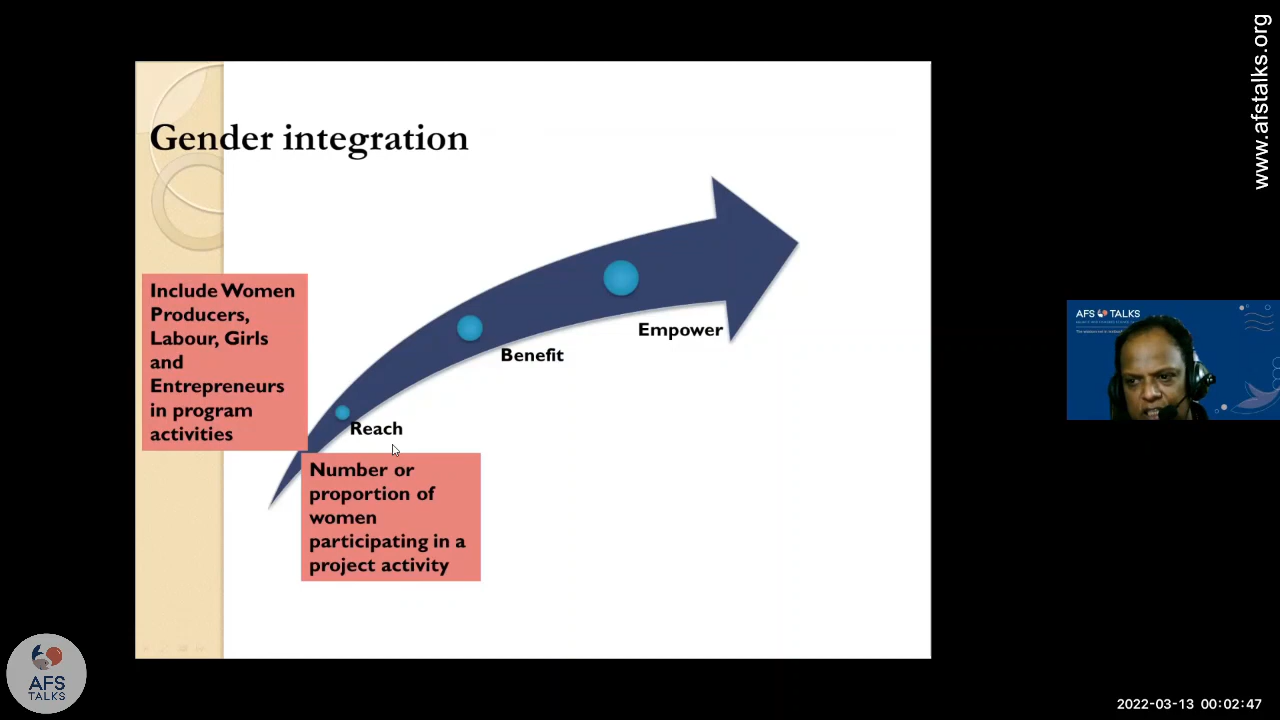 www.afstalks.org
Gender integration
Include Women
Producers,
Labour, Girls
and
Entrepreneurs
in program
activities
Empower
Benefit
Reach
Number or
proportion of
women
participating in a
project activity
AFS TALKS
AFS
TALKS
2022-03-13 00:02:47